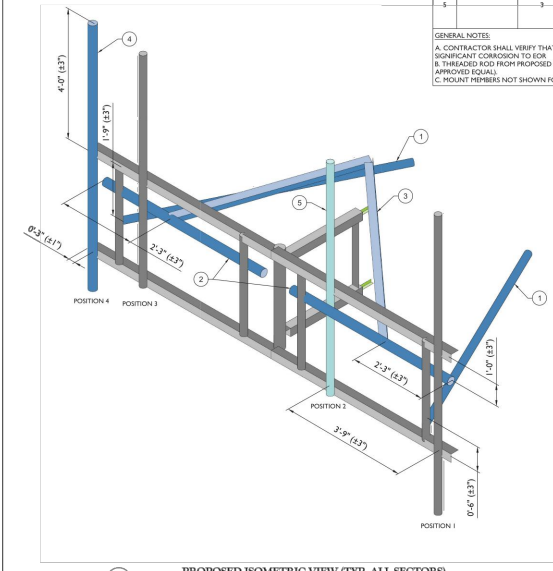 5 3
GENERAL NOTES:
A. CONTRACTOR SHALL VERIFY THAT
SIGNIFICANT CORROSION TO EOR
B. THREADED ROD FROM PROPOSED
APPROVED EQUAL).
C. MOUNT MEMBERS NOT SHOWN FO
4
4'-0" (±3")
1'-9" (±3")
1
5
3
0'-3" (±1")
2'-3" (±3")
2
1
POSITION 4
POSITION 3
1'-0" (±3")
2'-3" (±3")
POSITION 2
3'-9" (±3")
0'-6" (±3")
POSITION 1
PROPOSED ISOMETRIC VIEW (TYP. ALL SECTORS)